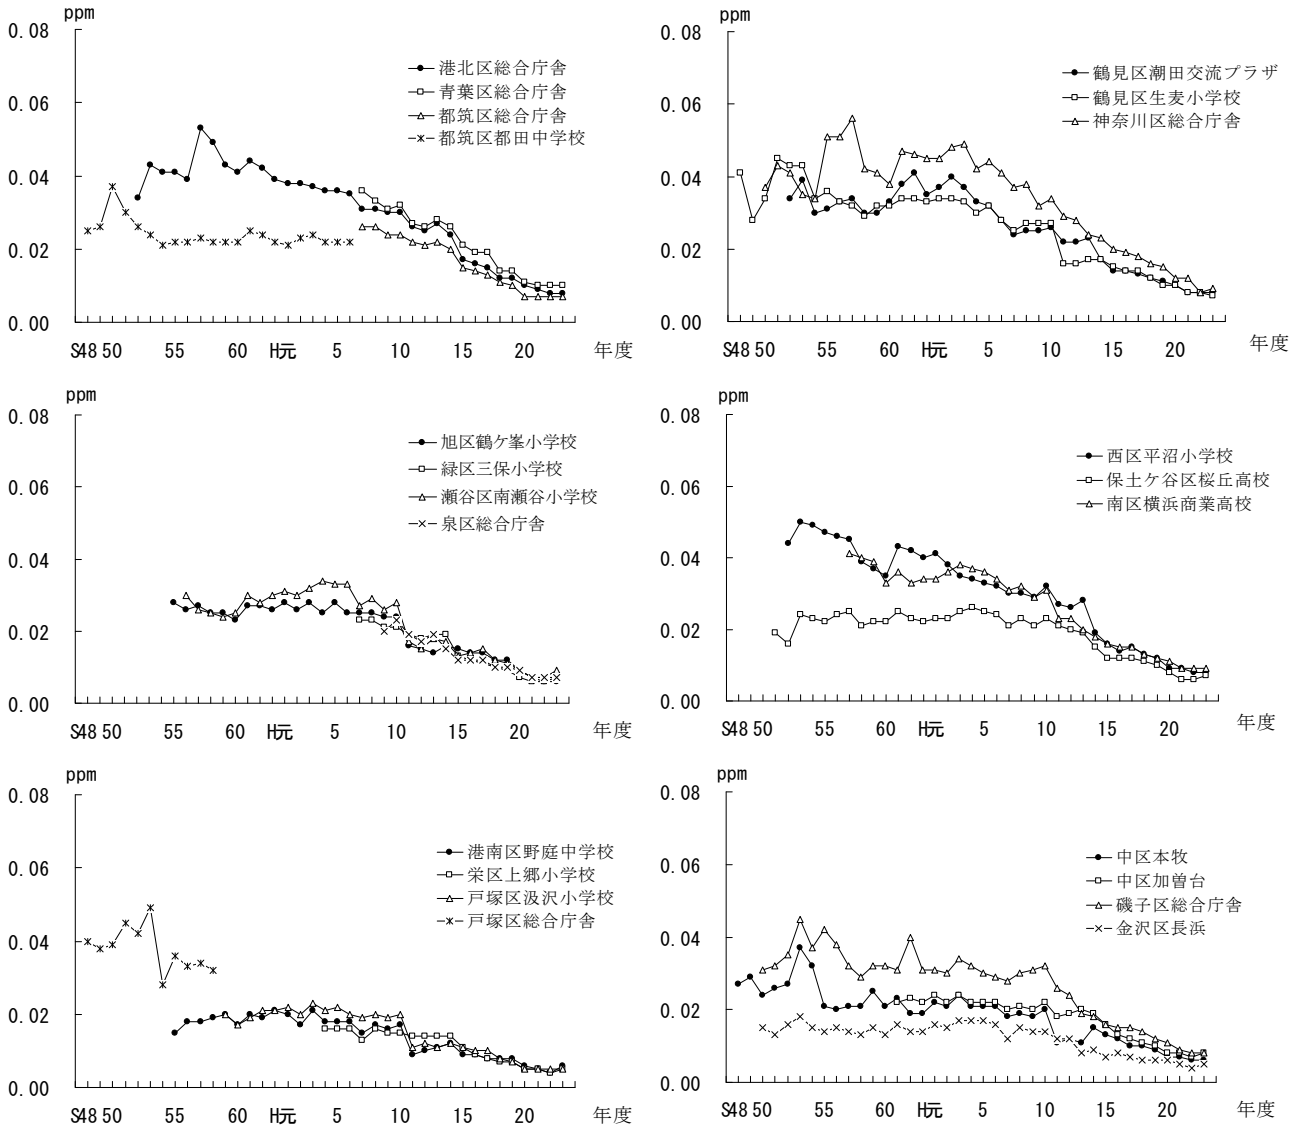 ppm
0.08
0.06
0.04
0.02
0.00
港北区総合庁舎
青葉区総合庁舎
都筑区総合庁舎
都筑区都田中学校
S48 50 55 60 H元 5 10 15 20 年度
ppm
0.08
0.06
0.04
0.02
0.00
鶴見区潮田交流プラザ
鶴見区生麦小学校
神奈川区総合庁舎
S48 50 55 60 H元 5 10 15 20 年度
ppm
0.08
0.06
0.04
0.02
0.00
旭区鶴ケ峯小学校
緑区三保小学校
瀬谷区南瀬谷小学校
泉区総合庁舎
S48 50 55 60 H元 5 10 15 20 年度
ppm
0.08
0.06
0.04
0.02
0.00
西区平沼小学校
保土ケ谷区桜丘高校
南区横浜商業高校
S48 50 55 60 H元 5 10 15 20 年度
ppm
0.08
0.06
0.04
0.02
0.00
港南区野庭中学校
栄区上郷小学校
戸塚区汲沢小学校
戸塚区総合庁舎
S48 50 55 60 H元 5 10 15 20 年度
ppm
0.08
0.06
0.04
0.02
0.00
中区本牧
中区加曽台
磯子区総合庁舎
金沢区長浜
S48 50 55 60 H元 5 10 15 20 年度